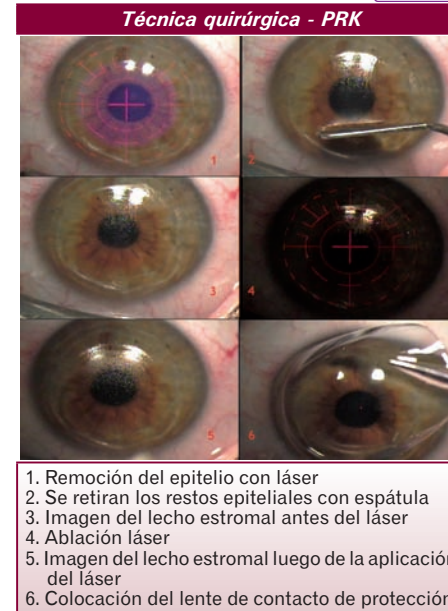 Técnica quirúrgica - PRK
1
2
3
4
5
6
1. Remoción del epitelio con láser
2. Se retiran los restos epiteliales con espátula
3. Imagen del lecho estromal antes del láser
4. Ablación láser
5. Imagen del lecho estromal luego de la aplicación
del láser
6. Colocación del lente de contacto de protección